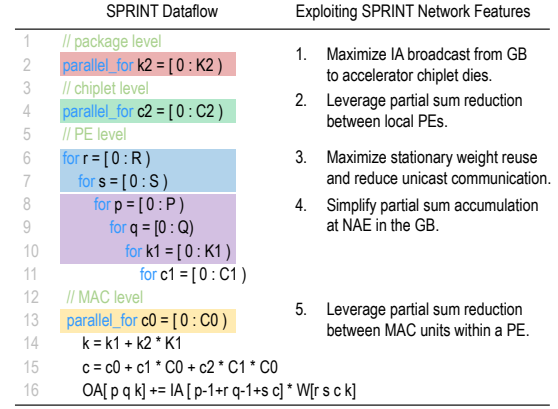 SPRINT Dataflow Exploiting SPRINT Network Features
1 // package level
2 parallel_for k2 = [ 0 : K2 )
3 // chiplet level
4 parallel_for c2 = [ 0 : C2 )
5 // PE level
6 for r = [ 0 : R )
7 for s = [ 0 : S )
8 for p = [ 0 : P )
9 for q = [0 : Q)
10 for k1 = [ 0 : K1 )
11 for c1 = [ 0 : C1 )
12 // MAC level
13 parallel_for c0 = [ 0 : C0 )
14 k = k1 + k2 * K1
15 c = c0 + c1 * C0 + c2 * C1 * C0
16 OA[ p q k] += IA [ p-1+r q-1+s c] * W[r s c k]
1. Maximize IA broadcast from GB
to accelerator chiplet dies.
2. Leverage partial sum reduction
between local PEs.
3. Maximize stationary weight reuse
and reduce unicast communication.
4. Simplify partial sum accumulation
at NAE in the GB.
5. Leverage partial sum reduction
between MAC units within a PE.